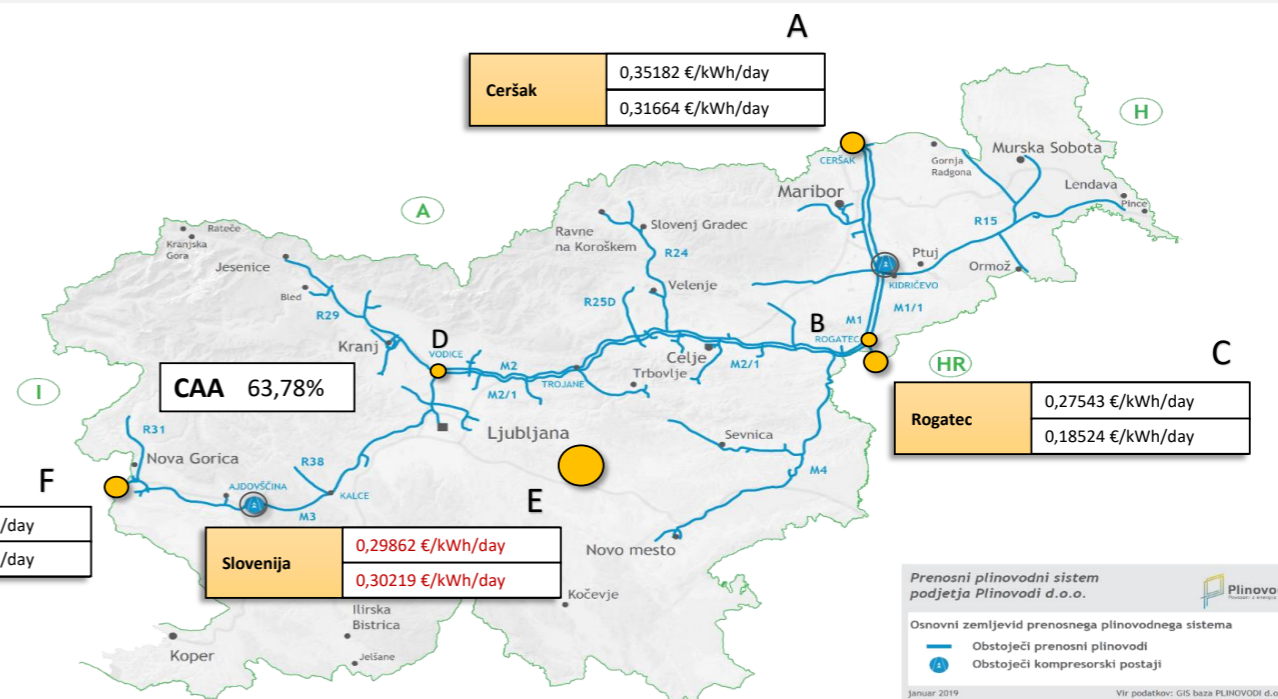 A
Ceršak
0,35182 €/kWh/day
0,31664 €/kWh/day
H
CERŠAK
Gornja
Radgona
Murska Sobota
Lendava
Pince
Maribor
A
Ravne
na Koroškem
Slovenj Gradec
R24
R15
Rateče
Kranjska
Gora
Jesenice
Ptuj
Ormož
KIDRIČEVO
Velenje
Bled
R29
R25D
M1/1
M1
B
ROGATEC
D
VODICE
Kranj
M2
Celje
M2/1
C
HR
TROJANE
Trbovlje
CAA 63,78%
M2/1
I
Rogatec
0,27543 €/kWh/day
0,18524 €/kWh/day
R31
Ljubljana
Sevnica
Nova Gorica
R38
M4
F
AJDOVŠČINA
KALCE
E
M3
/day
/day
Slovenija
0,29862 €/kWh/day
0,30219 €/kWh/day
Novo mesto
Kočevje
Ilirska
Bistrica
Koper
Jelšane
Prenosni plinovodni sistem
podjetja Plinovodi d.o.o.
Plinovo
Osnovni zemljevid prenosnega plinovodnega sistema
Obstoječi prenosni plinovodi
Obstoječi kompresorski postaji
januar 2019
Vir podatkov: GIS baza PLINOVODI d.o